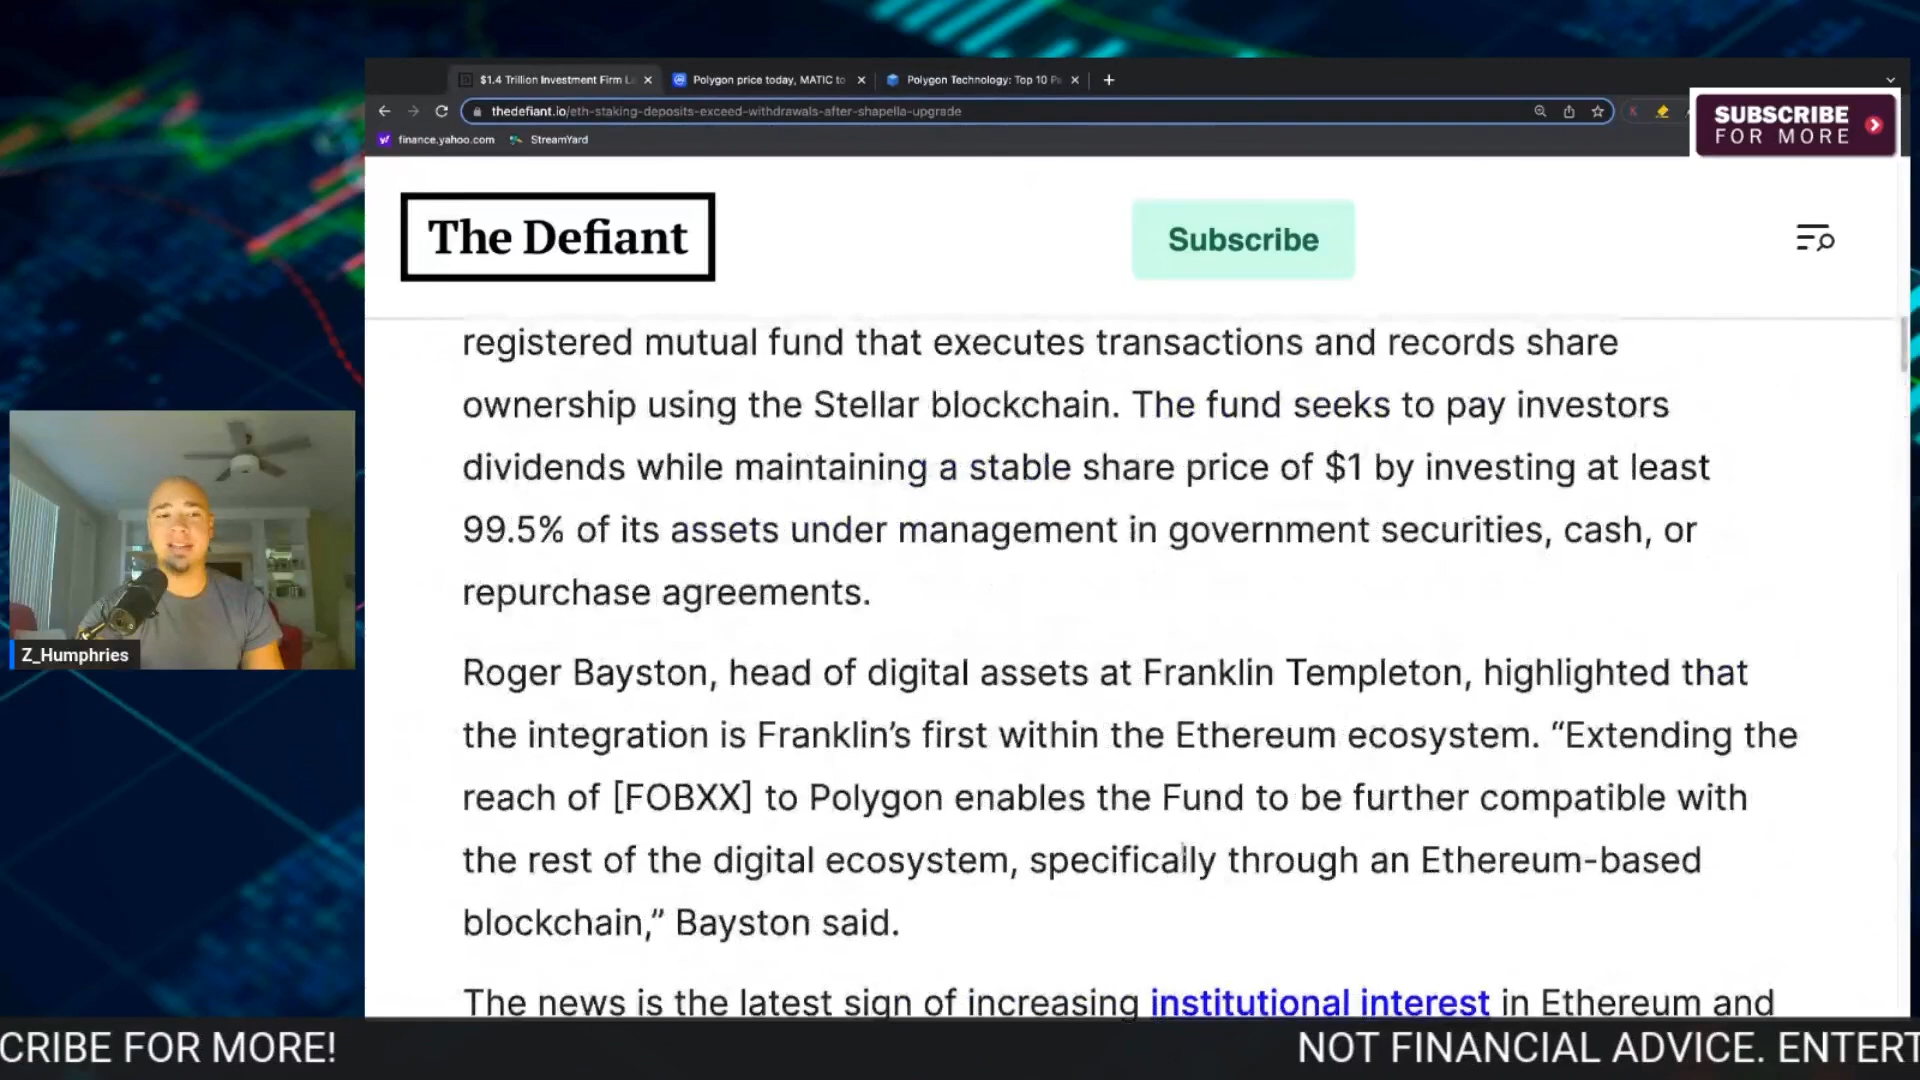 $1.4 Trillion Investment Firm
Polygon price today, MATIC to
Polygon Technology: Top 10
thedefiant.io/eth-staking-deposits-exceed-withdrawals-after-shapella-upgrade
finance.yahoo.com
StreamYard
SUBSCRIBE
FOR MORE
The Defiant
Subscribe
registered mutual fund that executes transactions and records share
ownership using the Stellar blockchain. The fund seeks to pay investors
dividends while maintaining a stable share price of $1 by investing at least
99.5% of its assets under management in government securities, cash, or
repurchase agreements.
Roger Bayston, head of digital assets at Franklin Templeton, highlighted that
the integration is Franklin’s first within the Ethereum ecosystem. “Extending the
reach of [FOBXX] to Polygon enables the Fund to be further compatible with
the rest of the digital ecosystem, specifically through an Ethereum-based
blockchain,” Bayston said.
The news is the latest sign of increasing institutional interest in Ethereum and
Z_Humphries
CRIBE FOR MORE!
NOT FINANCIAL ADVICE. ENTERT